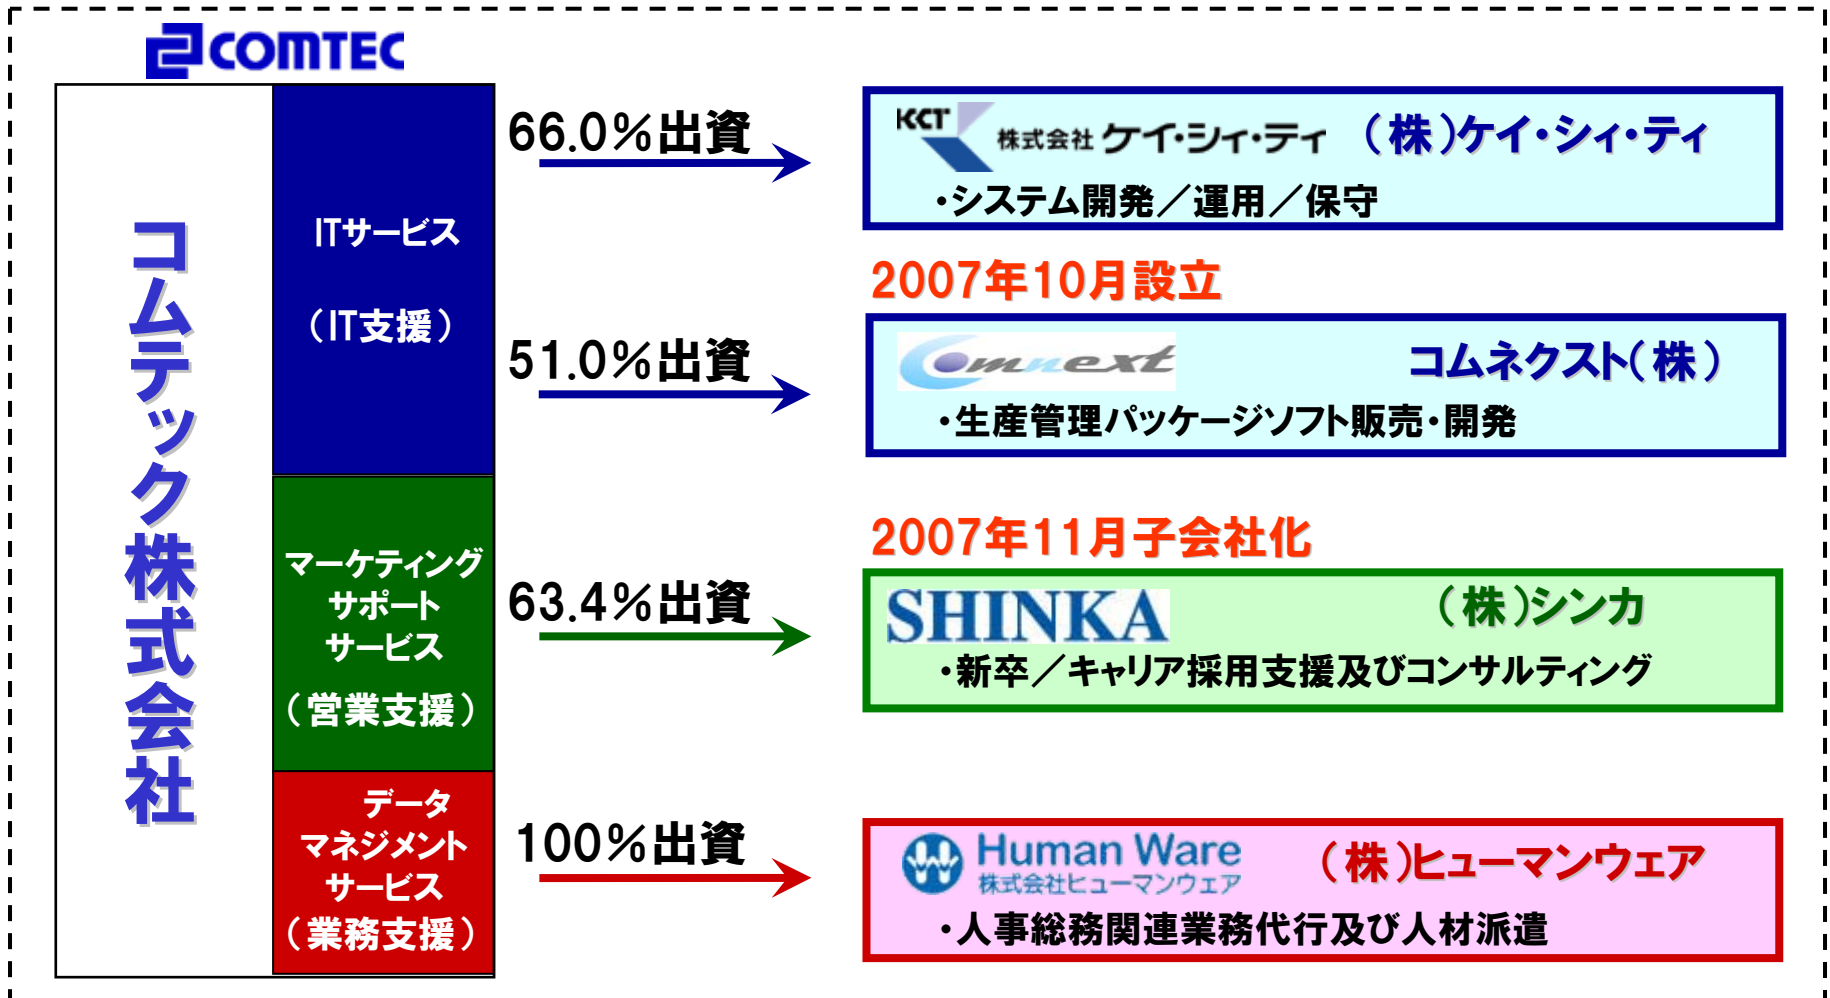 COMTEC
コムテック株式会社
ITサービス
（IT支援）
マーケティング
サポート
サービス
（営業支援）
データ
マネジメント
サービス
（業務支援）
66.0％出資
KCT 株式会社 ケイ・シィ・ティ （株）ケイ・シィ・ティ
・システム開発／運用／保守
2007年10月設立
51.0％出資
Comnext コムネクスト（株）
・生産管理パッケージソフト販売・開発
2007年11月子会社化
63.4％出資
SHINKA （株）シンカ
・新卒／キャリア採用支援及びコンサルティング
100％出資
Human Ware （株）ヒューマンウェア
株式会社ヒューマンウェア
・人事総務関連業務代行及び人材派遣